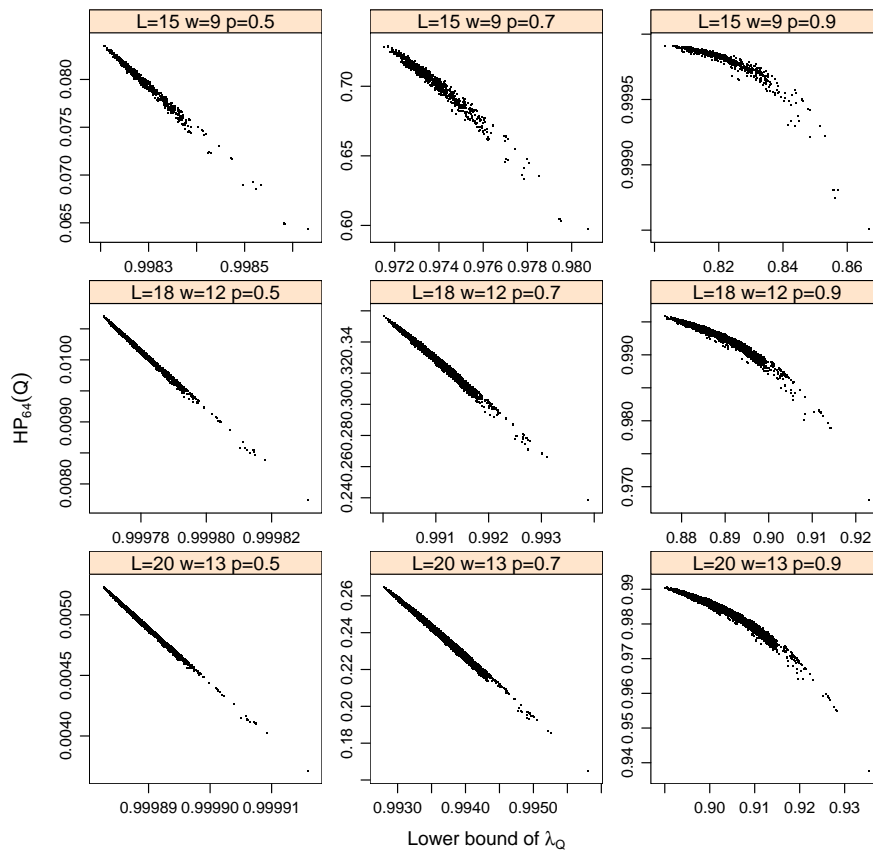 L=15 w=9 p=0.5
L=15 w=9 p=0.7
L=15 w=9 p=0.9
0.065 0.070 0.075 0.080
0.60 0.65 0.70
0.9990 0.9995
0.9983 0.9985
0.972 0.974 0.976 0.978 0.980
0.82 0.84 0.86
L=18 w=12 p=0.5
L=18 w=12 p=0.7
L=18 w=12 p=0.9
HP64(Q)
0.0080 0.0090 0.0100
0.240.260.280.300.320.34
0.970 0.980 0.990
0.99978 0.99980 0.99982
0.991 0.992 0.993
0.88 0.89 0.90 0.91 0.92
L=20 w=13 p=0.5
L=20 w=13 p=0.7
L=20 w=13 p=0.9
0.0040 0.0045 0.0050
0.18 0.20 0.22 0.24 0.26
0.94 0.95 0.96 0.97 0.98 0.99
0.99989 0.99990 0.99991
0.9930 0.9940 0.9950
0.90 0.91 0.92 0.93
Lower bound of λQ